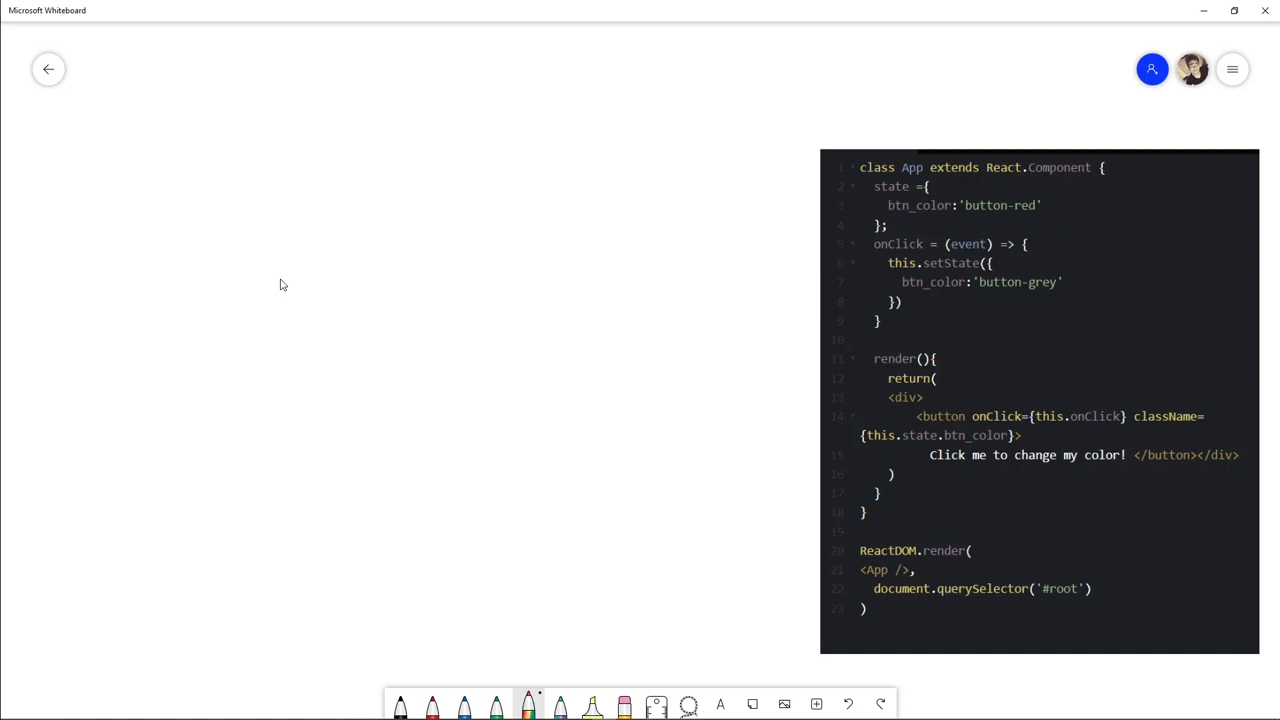 Microsoft Whiteboard
1 class App extends React.Component {
2 state ={
3 btn_color:'button-red'
4 };
5 onClick = (event) => {
6 this.setState({
7 btn_color:'button-grey'
8 })
9 }
10
11 render(){
12 return(
13 <div>
14 <button onClick={this.onClick} className=
{this.state.btn_color}>
15 Click me to change my color! </button></div>
16 )
17 }
18 }
19
20 ReactDOM.render(
21 <App />,
22 document.querySelector('#root')
23 )
A